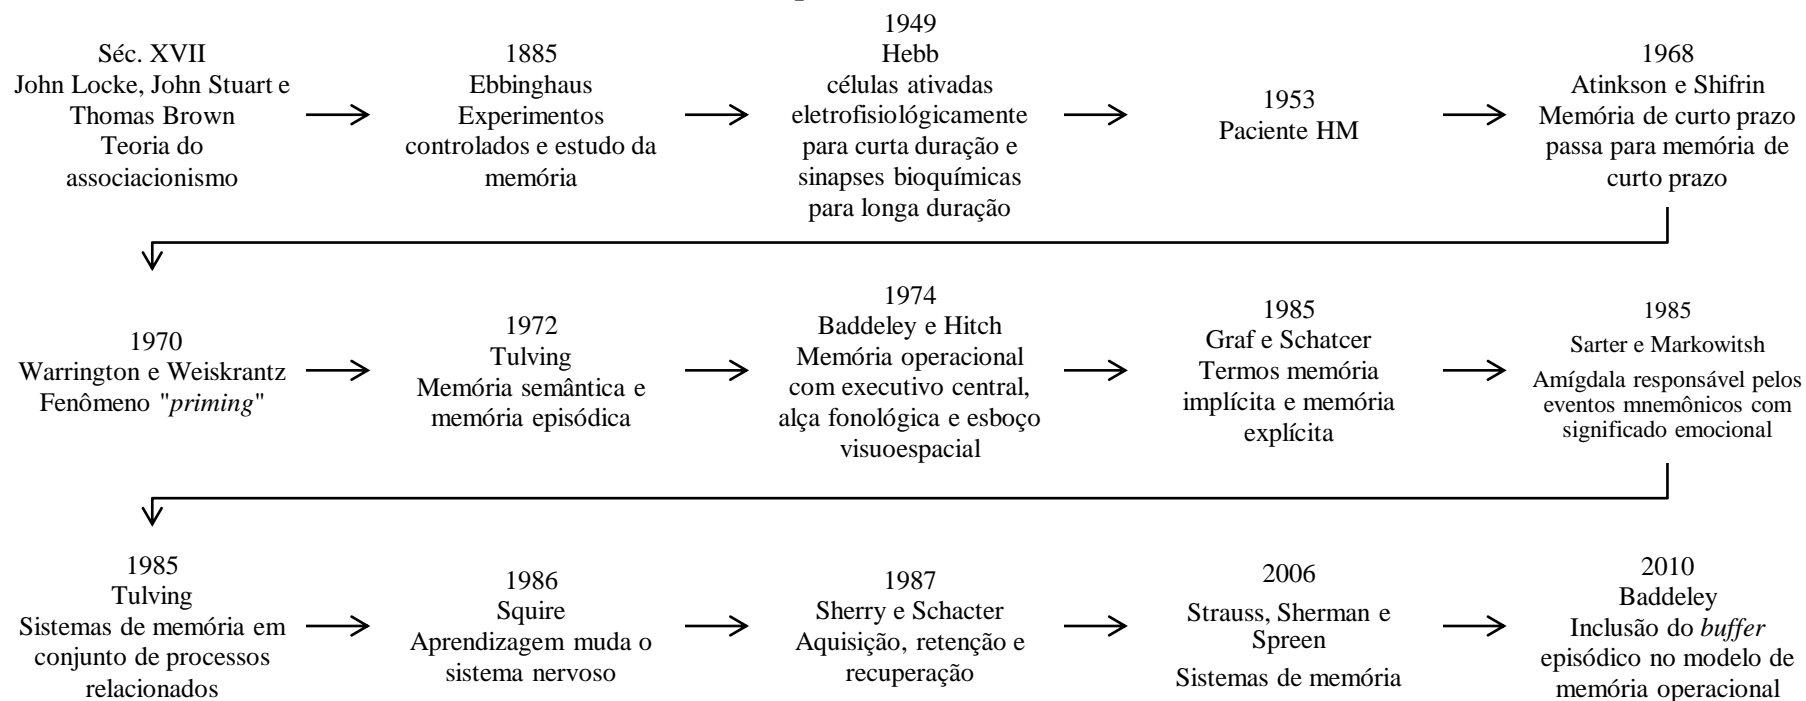 Séc. XVII
John Locke, John Stuart e
Thomas Brown
Teoria do
associacionismo
1885
Ebbinghaus
Experimentos
controlados e estudo da
memória
1949
Hebb
células ativadas
eletrofisiológicamente
para curta duração e
sinapses bioquímicas
para longa duração
1953
Paciente HM
1968
Atinkson e Shifrin
Memória de curto prazo
passa para memória de
curto prazo
1970
Warrington e Weiskrantz
Fenômeno "priming"
1972
Tulving
Memória semântica e
memória episódica
1974
Baddeley e Hitch
Memória operacional
com executivo central,
alça fonológica e esboço
visuoespacial
1985
Graf e Schatcer
Termos memória
implícita e memória
explícita
1985
Sarter e Markowitsh
Amígdala responsável pelos
eventos mnemônicos com
significado emocional
1985
Tulving
Sistemas de memória em
conjunto de processos
relacionados
1986
Squire
Aprendizagem muda o
sistema nervoso
1987
Sherry e Schacter
Aquisição, retenção e
recuperação
2006
Strauss, Sherman e
Spreen
Sistemas de memória
2010
Baddeley
Inclusão do buffer
episódico no modelo de
memória operacional